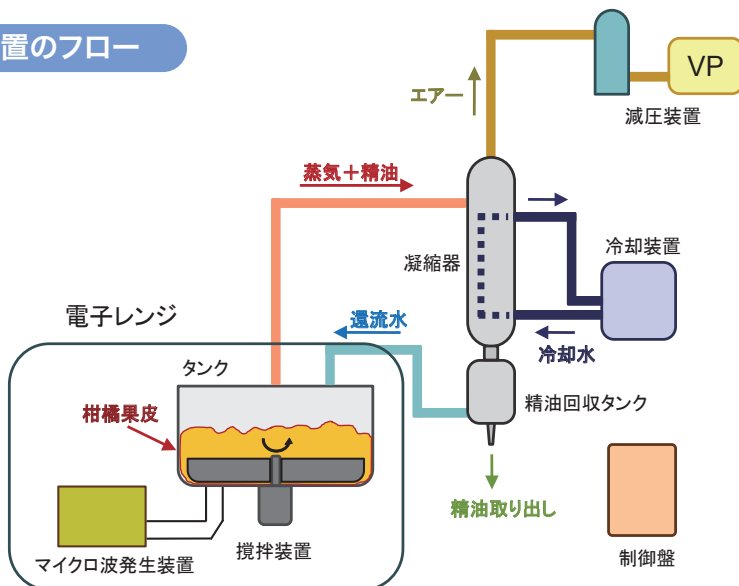 置のフロー
エアー
VP
減圧装置
蒸気＋精油
凝縮器
冷却装置
電子レンジ
還流水
冷却水
タンク
柑橘果皮
精油回収タンク
精油取り出し
マイクロ波発生装置
撹拌装置
制御盤